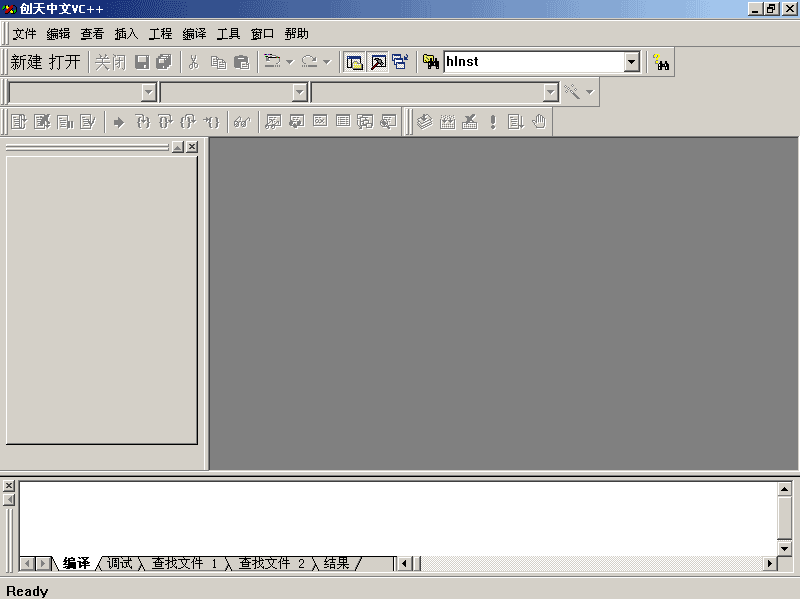 创天中文VC++
文件 编辑 查看 插入 工程 编译 工具 窗口 帮助
新建 打开 关闭 hInst
编译 调试 查找文件 1 查找文件 2 结果
Ready